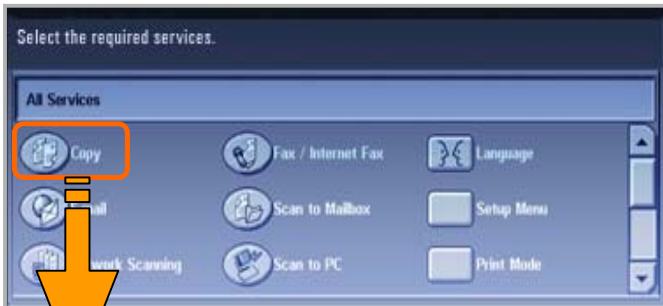 Select the required services.
All Services
Copy
Fax / Internet Fax
Language
Scan to Mailbox
Setup Menu
Scanning
Scan to PC
Print Mode